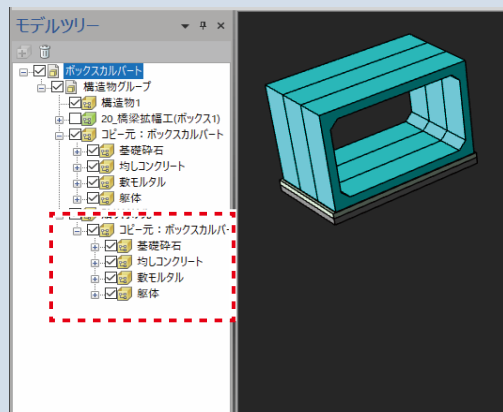 モデルツリー
ボックスカルバート
構造物グループ
構造物1
20_橋梁拡幅工(ボックス1)
コピー元：ボックスカルバート
基礎砕石
均しコンクリート
敷モルタル
躯体
コピー元：ボックスカルバ
基礎砕石
均しコンクリート
敷モルタル
躯体